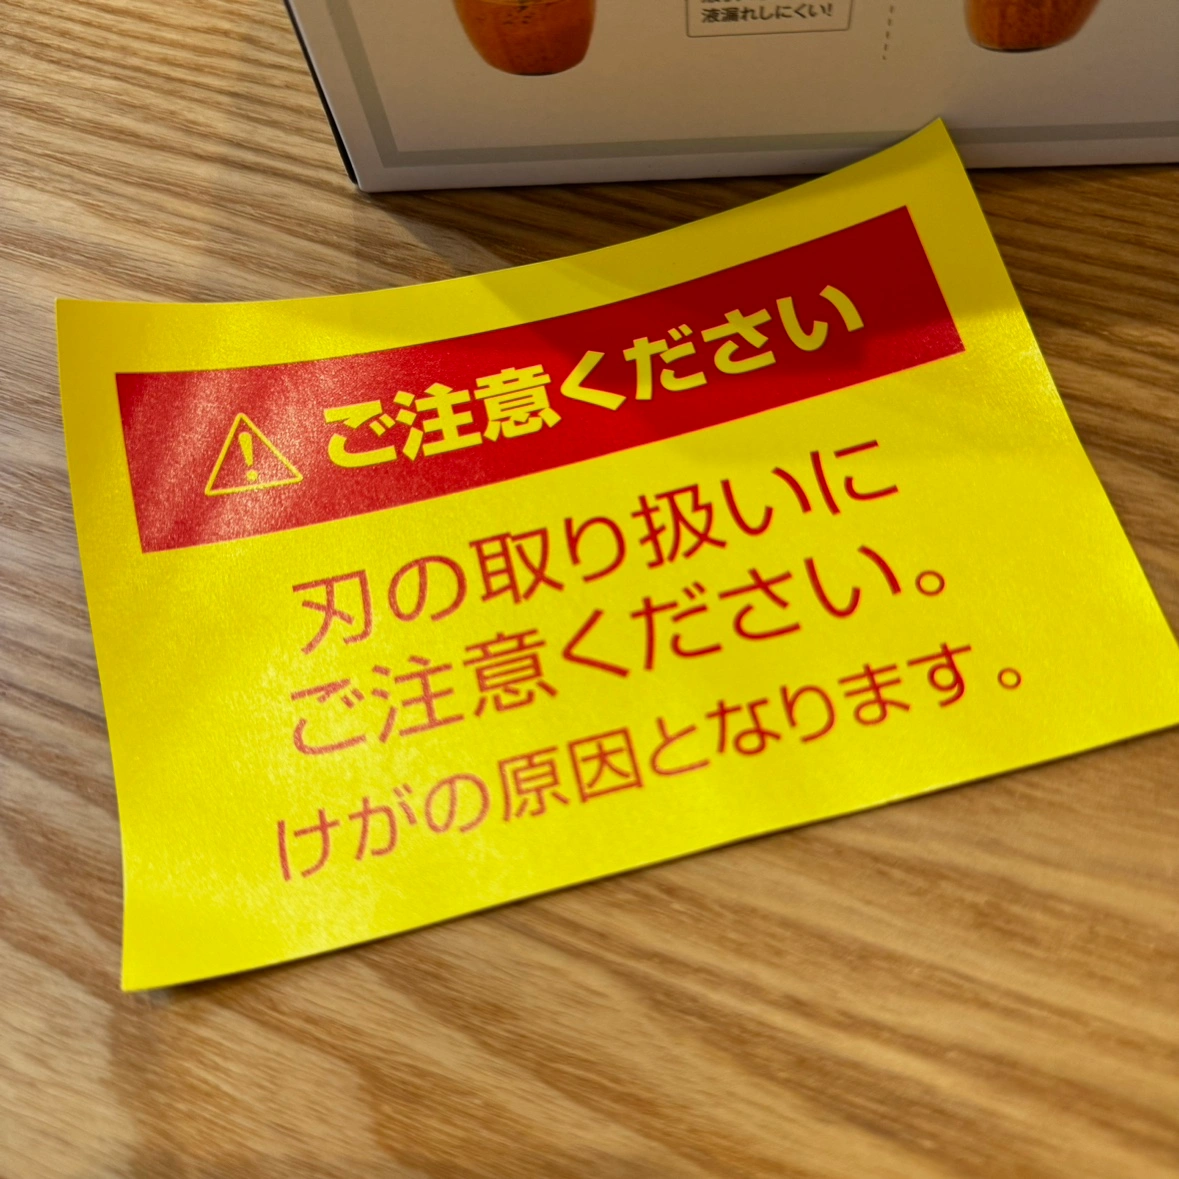 液漏れしにくい!
ご注意ください
刃の取り扱いに
ご注意ください。
けがの原因となります。